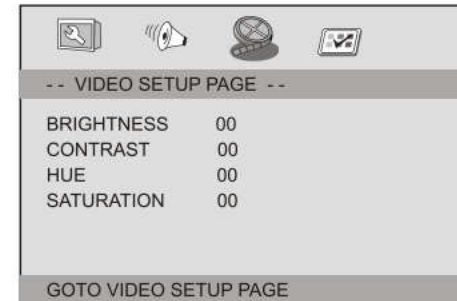 -- VIDEO SETUP PAGE --
BRIGHTNESS 00
CONTRAST 00
HUE 00
SATURATION 00
GOTO VIDEO SETUP PAGE